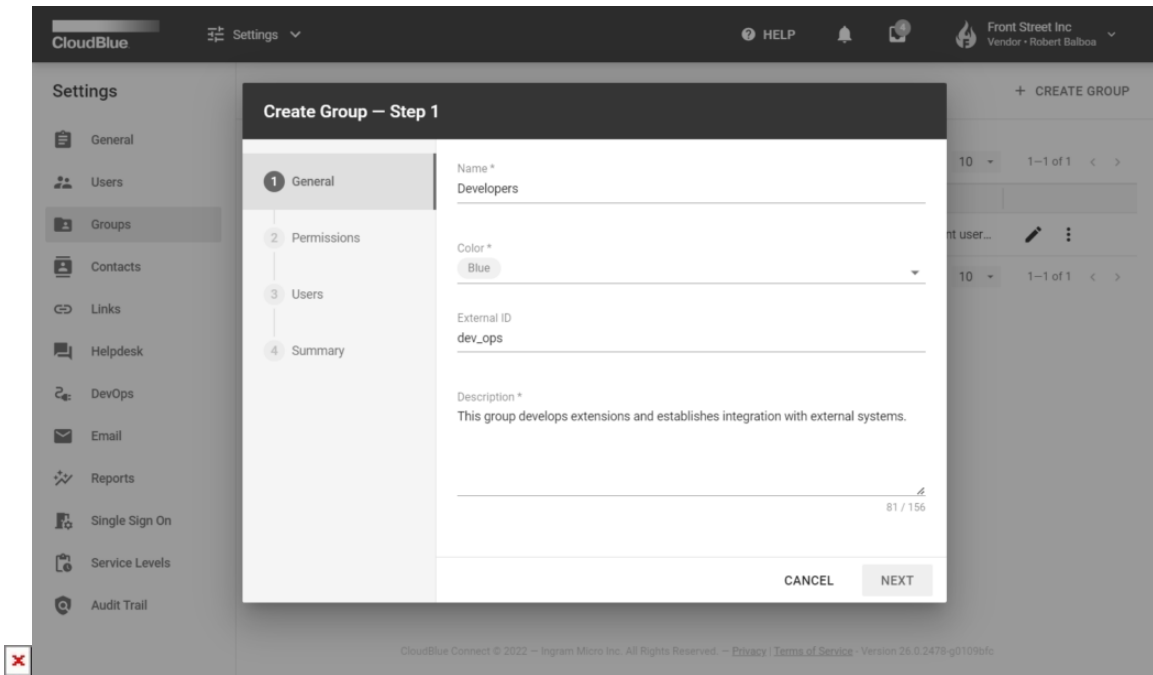 CloudBlue
Settings
HELP
4
Front Street Inc
Vendor • Robert Balboa
Settings
+ CREATE GROUP
General
Users
Groups
Contacts
Links
Helpdesk
DevOps
Email
Reports
Single Sign On
Service Levels
Audit Trail
Create Group — Step 1
1 General
2 Permissions
3 Users
4 Summary
Name *
Developers
Color *
Blue
External ID
dev_ops
Description *
This group develops extensions and establishes integration with external systems.
81 / 156
CANCEL NEXT
10 1–1 of 1 < >
nt user...
10 1–1 of 1 < >
CloudBlue Connect © 2022 — Ingram Micro Inc. All Rights Reserved. — Privacy | Terms of Service - Version 26.0.2478-g0109bfc